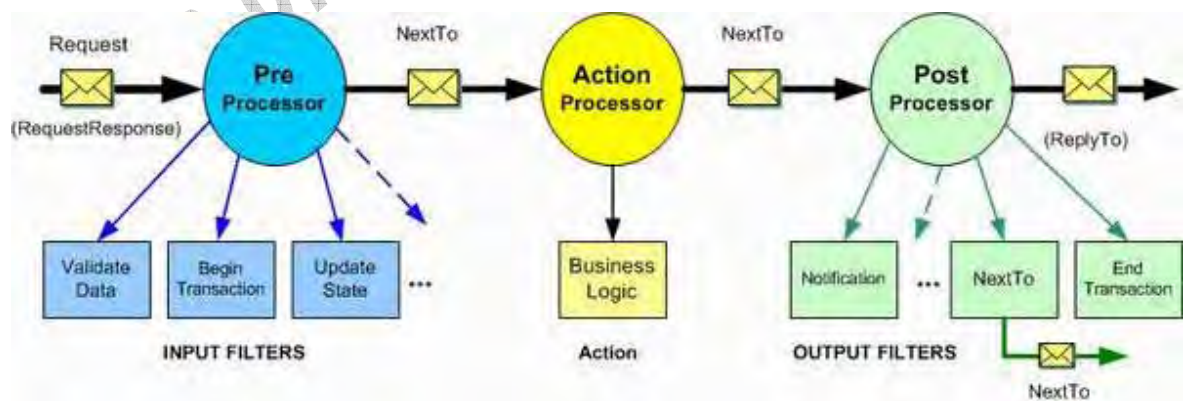 Request
NextTo
NextTo
Pre
Processor
Action
Processor
Post
Processor
(RequestResponse)
(ReplyTo)
Validate
Data
Begin
Transaction
Update
State
...
Business
Logic
Notification
...
NextTo
End
Transaction
INPUT FILTERS
Action
OUTPUT FILTERS
NextTo